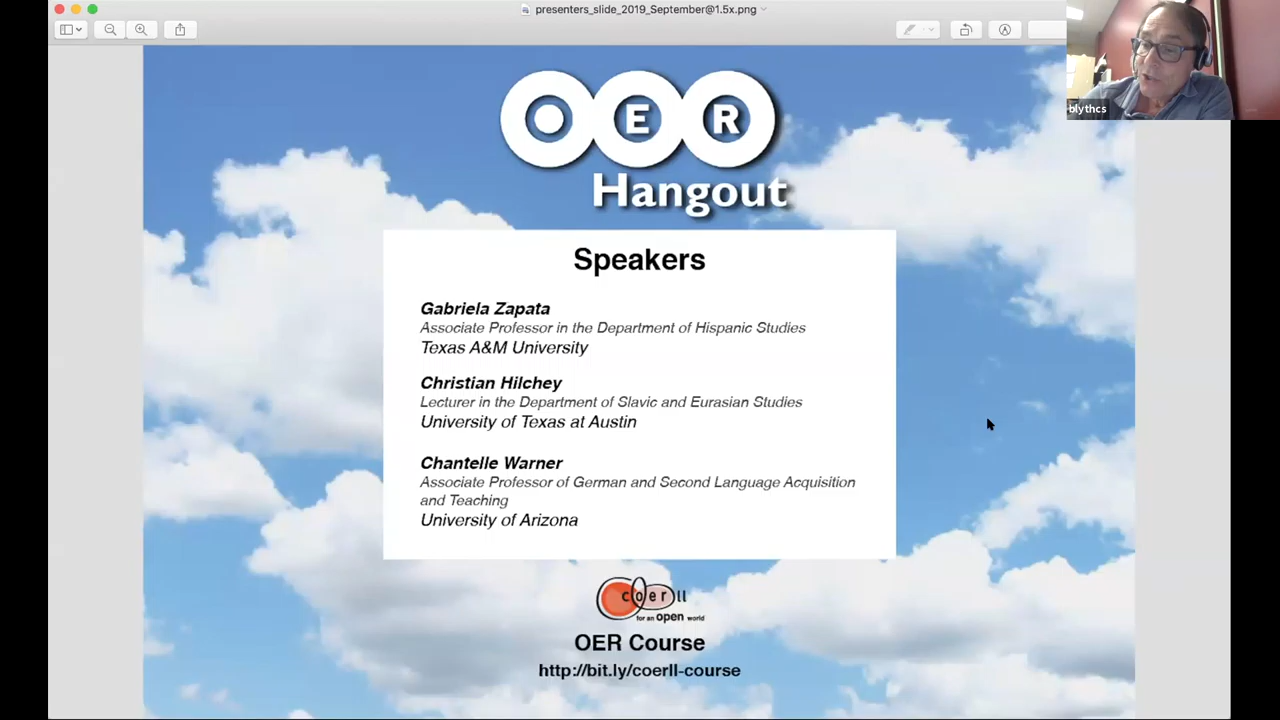 presenters_slide_2019_September@1.5x.png
blythcs
OER
Hangout
Speakers
Gabriela Zapata
Associate Professor in the Department of Hispanic Studies
Texas A&M University
Christian Hilchey
Lecturer in the Department of Slavic and Eurasian Studies
University of Texas at Austin
Chantelle Warner
Associate Professor of German and Second Language Acquisition
and Teaching
University of Arizona
coerll
for an open world
OER Course
http://bit.ly/coerll-course